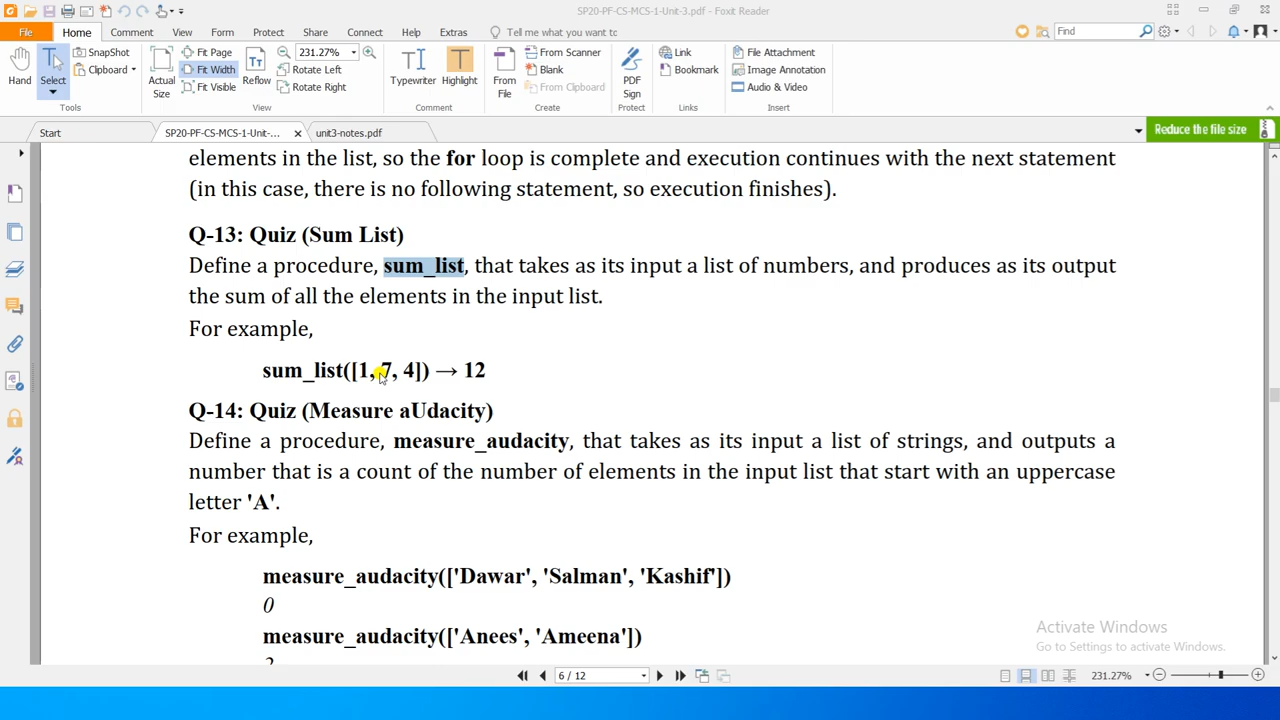 SP20-PF-CS-MCS-1-Unit-3.pdf - Foxit Reader
File Home Comment View Form Protect Share Connect Help Extras Tell me what you want tc Find
Hand
Select
SnapShot
Clipboard
Tools
Actual Size
Fit Page
Fit Width
Fit Visible
Reflow
231.27%
Rotate Left
Rotate Right
View
Typewriter
Highlight
Comment
From File
From Scanner
Blank
From Clipboard
Create
PDF Sign
Protect
Link
Bookmark
Links
File Attachment
Image Annotation
Audio & Video
Insert
Start SP20-PF-CS-MCS-1-Unit-... unit3-notes.pdf Reduce the file size
elements in the list, so the for loop is complete and execution continues with the next statement
(in this case, there is no following statement, so execution finishes).
Q-13: Quiz (Sum List)
Define a procedure, sum_list, that takes as its input a list of numbers, and produces as its output
the sum of all the elements in the input list.
For example,
sum_list([1, 7, 4]) → 12
Q-14: Quiz (Measure aUdacity)
Define a procedure, measure_audacity, that takes as its input a list of strings, and outputs a
number that is a count of the number of elements in the input list that start with an uppercase
letter 'A'.
For example,
measure_audacity(['Dawar', 'Salman', 'Kashif'])
0
measure_audacity(['Anees', 'Ameena'])
Activate Windows
Go to Settings to activate Windows.
6 / 12 231.27%